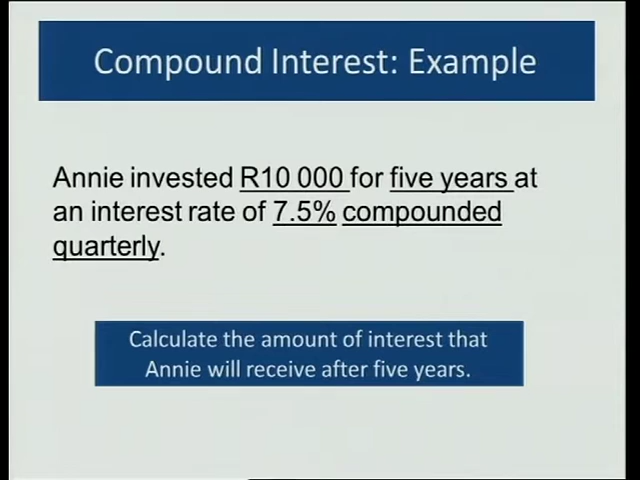 Compound Interest: Example
Annie invested R10 000 for five years at
an interest rate of 7.5% compounded
quarterly.
Calculate the amount of interest that
Annie will receive after five years.